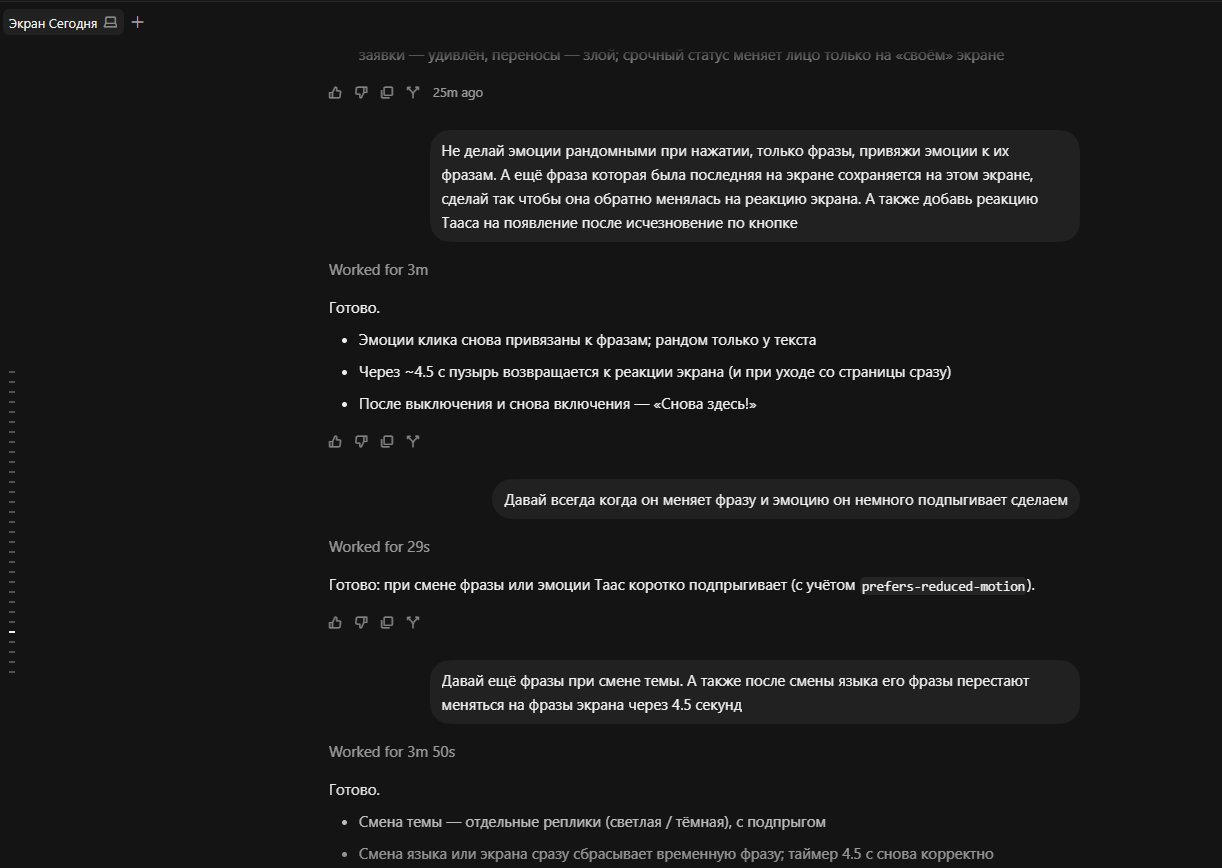 Экран Сегодня
заявки — удивлён, переносы — злой; срочный статус меняет лицо только на «своём» экране
25m ago
Не делай эмоции рандомными при нажатии, только фразы, привяжи эмоции к их
фразам. А ещё фраза которая была последняя на экране сохраняется на этом экране,
сделай так чтобы она обратно менялась на реакцию экрана. А также добавь реакцию
Тааса на появление после исчезновение по кнопке
Worked for 3m
Готово.
• Эмоции клика снова привязаны к фразам; рандом только у текста
• Через ~4.5 с пузырь возвращается к реакции экрана (и при уходе со страницы сразу)
• После выключения и снова включения — «Снова здесь!»
Давай всегда когда он меняет фразу и эмоцию он немного подпыгивает сделаем
Worked for 29s
Готово: при смене фразы или эмоции Таас коротко подпрыгивает (с учётом prefers-reduced-motion).
Давай ещё фразы при смене темы. А также после смены языка его фразы перестают
меняться на фразы экрана через 4.5 секунд
Worked for 3m 50s
Готово.
• Смена темы — отдельные реплики (светлая / тёмная), с подпрыгом
• Смена языка или экрана сразу сбрасывает временную фразу; таймер 4.5 с снова корректно